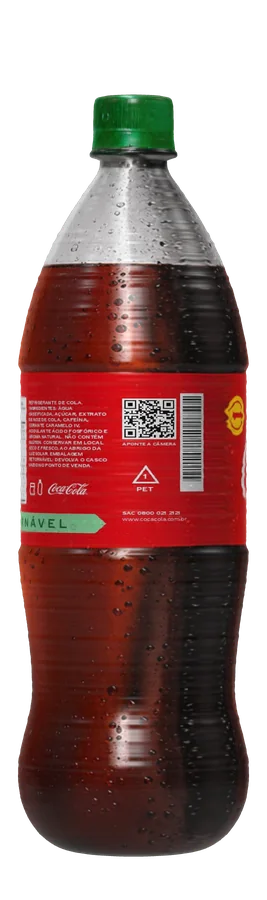 REFRIGERANTE DE COLA.
INGREDIENTES: ÁGUA
GASEIFICADA, AÇÚCAR, EXTRATO
DE NOZ DE COLA, CAFEÍNA,
CORANTE CARAMELO IV,
ACIDULANTE ÁCIDO FOSFÓRICO E
AROMA NATURAL. NÃO CONTÉM
GLÚTEN. CONSERVAR EM LOCAL
SECO E FRESCO, AO ABRIGO DA
LUZ SOLAR. EMBALAGEM
RETORNÁVEL: DEVOLVA O CASCO
NO PONTO DE VENDA.
Coca-Cola
NÁVEL
APONTE A CÂMERA
1
PET
SAC 0800 021 2121
www.cocacola.com.br